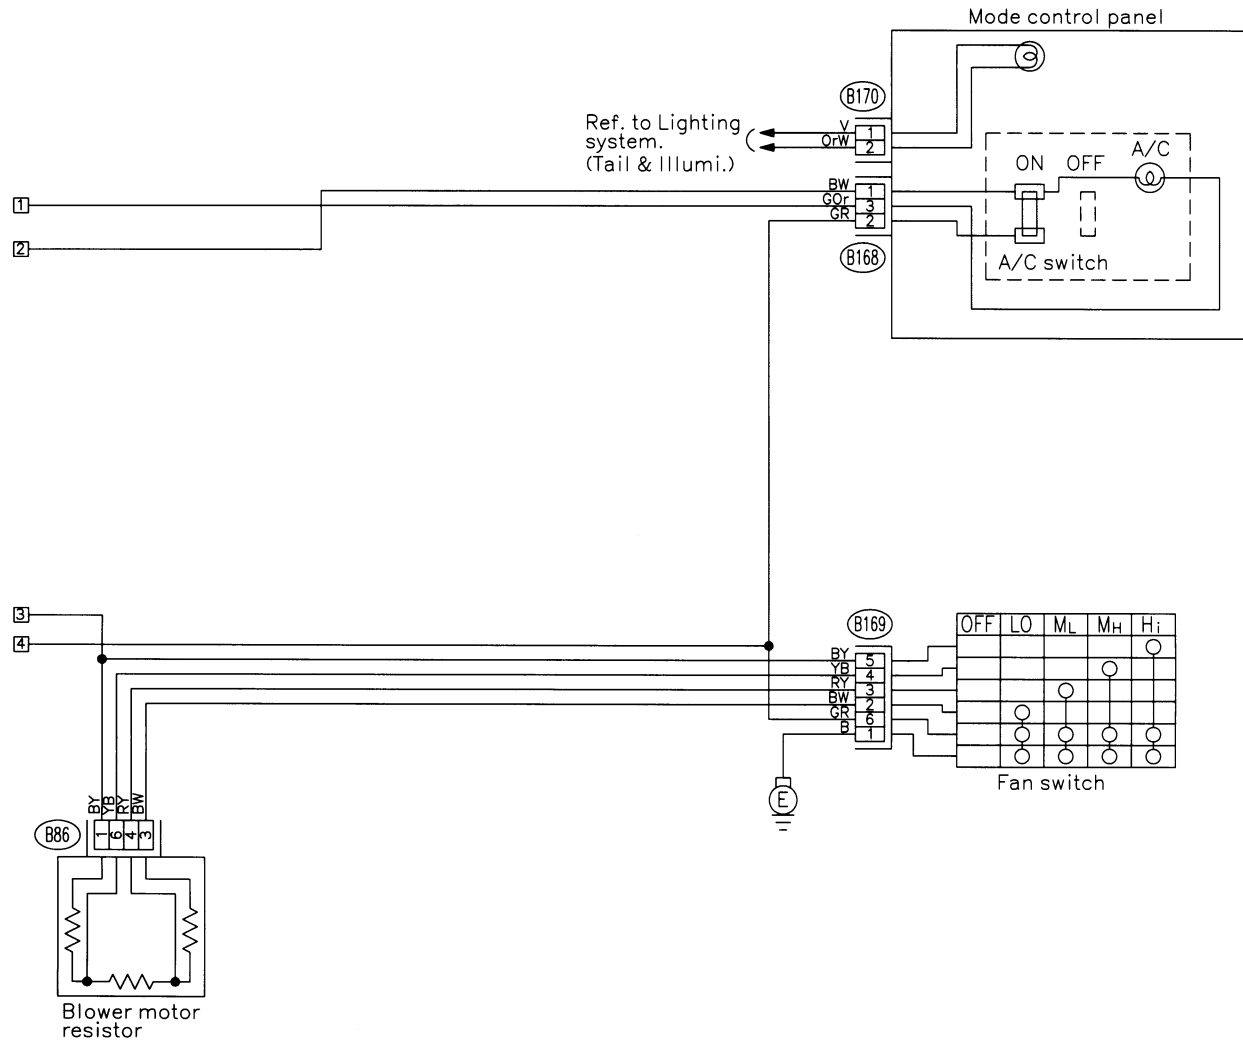 Mode control panel
B170
Ref. to Lighting
system.
(Tail & Illumi.)
V 1
OrW 2
ON OFF A/C
BW 1
GOr 3
GR 2
B168
A/C switch
1
2
3
4
B169
OFF LO ML MH Hi
BY 5
YB 4
RY 3
BW 2
GR 6
B 1
Fan switch
E
BY YB RY BW
B86
1 6 4 3
Blower motor
resistor